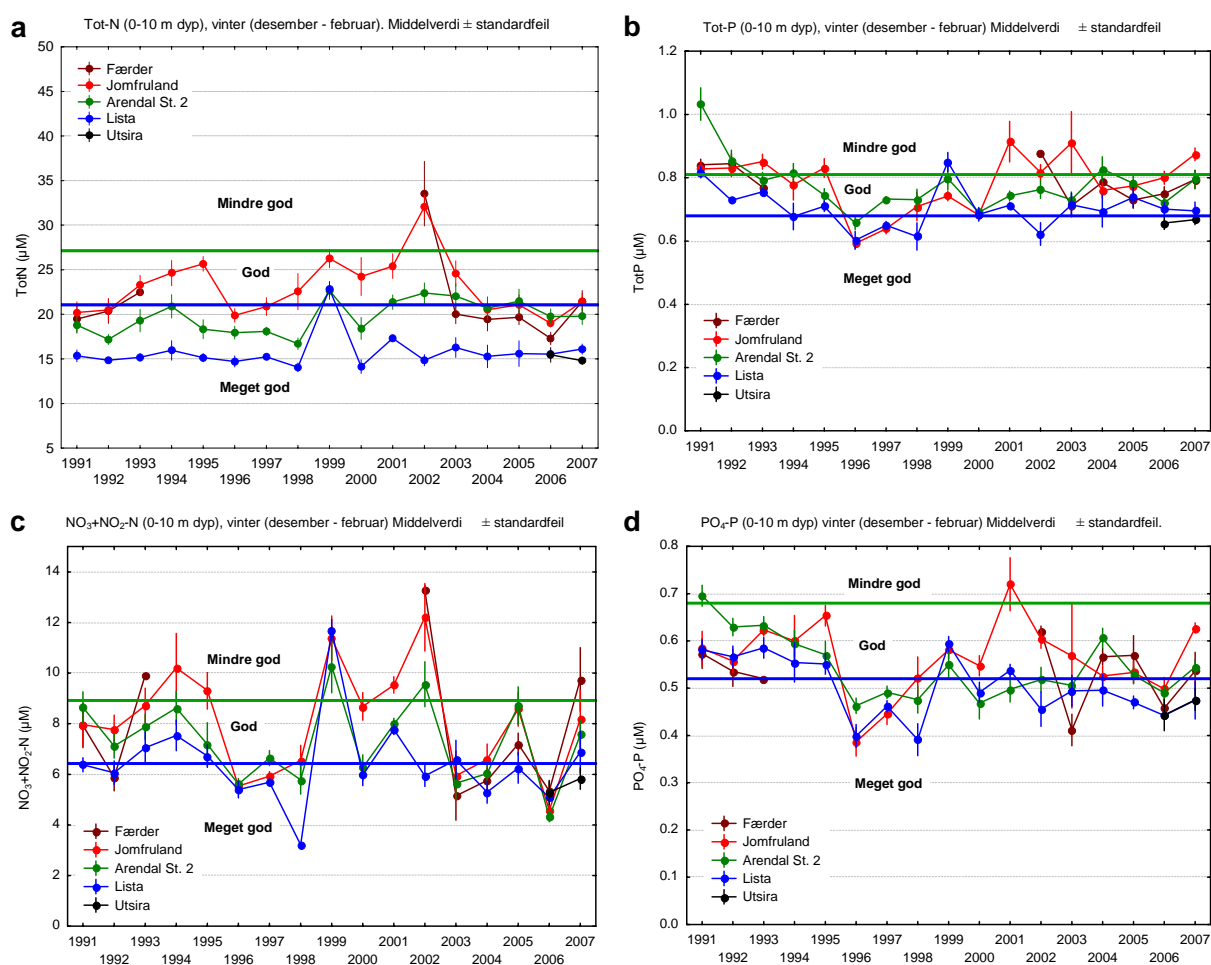 a
Tot-N (0-10 m dyp), vinter (desember - februar). Middelverdi ± standardfeil
50
45
40
35
30
25
20
15
10
5
TotN (µM)
Færder
Jomfruland
Arendal St. 2
Lista
Utsira
Mindre god
God
Meget god
1991 1993 1995 1997 1999 2001 2003 2005 2007
1992 1994 1996 1998 2000 2002 2004 2006
b
Tot-P (0-10 m dyp), vinter (desember - februar) Middelverdi ± standardfeil
1.2
1.0
0.8
0.6
0.4
0.2
0.0
TotP (µM)
Mindre god
God
Meget god
Færder
Jomfruland
Arendal St. 2
Lista
Utsira
1991 1993 1995 1997 1999 2001 2003 2005 2007
1992 1994 1996 1998 2000 2002 2004 2006
c
NO₃+NO₂-N (0-10 m dyp), vinter (desember - februar) Middelverdi ± standardfeil
14
12
10
8
6
4
2
0
NO₃+NO₂-N (µM)
Mindre god
God
Meget god
Færder
Jomfruland
Arendal St. 2
Lista
Utsira
1991 1993 1995 1997 1999 2001 2003 2005 2007
1992 1994 1996 1998 2000 2002 2004 2006
d
PO₄-P (0-10 m dyp) vinter (desember - februar) Middelverdi ± standardfeil.
0.8
0.7
0.6
0.5
0.4
0.3
0.2
0.1
0.0
PO₄-P (µM)
Mindre god
God
Meget god
Færder
Jomfruland
Arendal St. 2
Lista
Utsira
1991 1993 1995 1997 1999 2001 2003 2005 2007
1992 1994 1996 1998 2000 2002 2004 2006